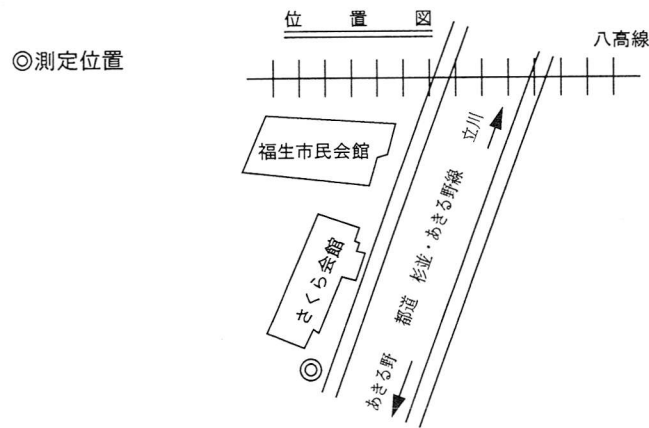 位置図
八高線
◎測定位置
福生市民会館
立川
さくら会館
都道 杉並・あきる野線
あきる野